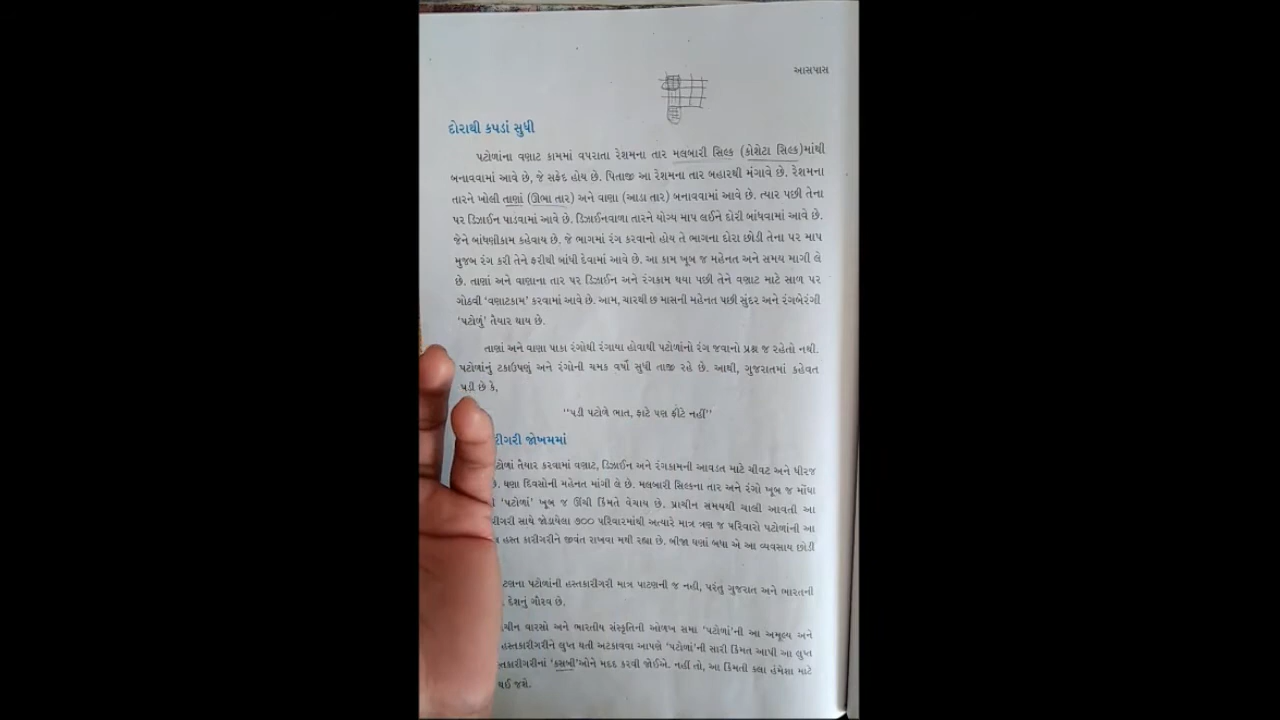 આસપાસ
દોરાથી કપડાં સુધી
પટોળાંના વણાટ કામમાં વપરાતા રેશમના તાર મલબારી સિલ્ક (કોશેટા સિલ્ક)માંથી
બનાવવામાં આવે છે, જે સફેદ હોય છે. પિતાજી આ રેશમના તાર બહારથી મંગાવે છે. રેશમના
તારને ખોલી તાણાં (ઊભા તાર) અને વાણા (આડા તાર) બનાવવામાં આવે છે. ત્યાર પછી તેના
પર ડિઝાઈન પાડવામાં આવે છે. ડિઝાઈનવાળા તારને યોગ્ય માપ લઈને દોરી બાંધવામાં આવે છે.
જેને બાંધણીકામ કહેવાય છે. જે ભાગમાં રંગ કરવાનો હોય તે ભાગના દોરા છોડી તેના પર માપ
મુજબ રંગ કરી તેને ફરીથી બાંધી દેવામાં આવે છે. આ કામ ખૂબ જ મહેનત અને સમય માગી લે
છે. તાણાં અને વાણાના તાર પર ડિઝાઈન અને રંગકામ થયા પછી તેને વણાટ માટે સાળ પર
ગોઠવી ‘વણાટકામ’ કરવામાં આવે છે. આમ, ચારથી છ માસની મહેનત પછી સુંદર અને રંગબેરંગી
‘પટોળું’ તૈયાર થાય છે.
તાણાં અને વાણા પાકા રંગોથી રંગાયા હોવાથી પટોળાંનો રંગ જવાનો પ્રશ્ન જ રહેતો નથી.
પટોળાંનું ટકાઉપણું અને રંગોની ચમક વર્ષો સુધી તાજી રહે છે. આથી, ગુજરાતમાં કહેવત
પડી છે કે,
‘‘પડી પટોળે ભાત, ફાટે પણ ફીટે નહીં’’
રીગરી જોખમમાં
ટોળાં તૈયાર કરવામાં વણાટ, ડિઝાઈન અને રંગકામની આવડત માટે ચીવટ અને ધીરજ
છે. ઘણા દિવસોની મહેનત માંગી લે છે. મલબારી સિલ્કના તાર અને રંગો ખૂબ જ મોંઘા
‘પટોળાં’ ખૂબ જ ઊંચી કિંમતે વેચાય છે. પ્રાચીન સમયથી ચાલી આવતી આ
રીગરી સાથે જોડાયેલા ૭૦૦ પરિવારમાંથી અત્યારે માત્ર ત્રણ જ પરિવારો પટોળાંની આ
હસ્ત કારીગરીને જીવંત રાખવા મથી રહ્યા છે. બીજા ઘણાં બધા એ આ વ્યવસાય છોડી
ટણના પટોળાંની હસ્તકારીગરી માત્ર પાટણની જ નહી, પરંતુ ગુજરાત અને ભારતની
દેશનું ગૌરવ છે.
ચીન વારસો અને ભારતીય સંસ્કૃતિની ઓળખ સમા ‘પટોળાં’ની આ અમૂલ્ય અને
હસ્તકારીગરીને લુપ્ત થતી અટકાવવા આપણે ‘પટોળાં’ની સારી કિંમત આપી આ લુપ્ત
તકારીગરીનાં ‘કસબી’ઓને મદદ કરવી જોઈએ. નહીં તો, આ કિંમતી કલા હંમેસા માટે
થઈ જશે.